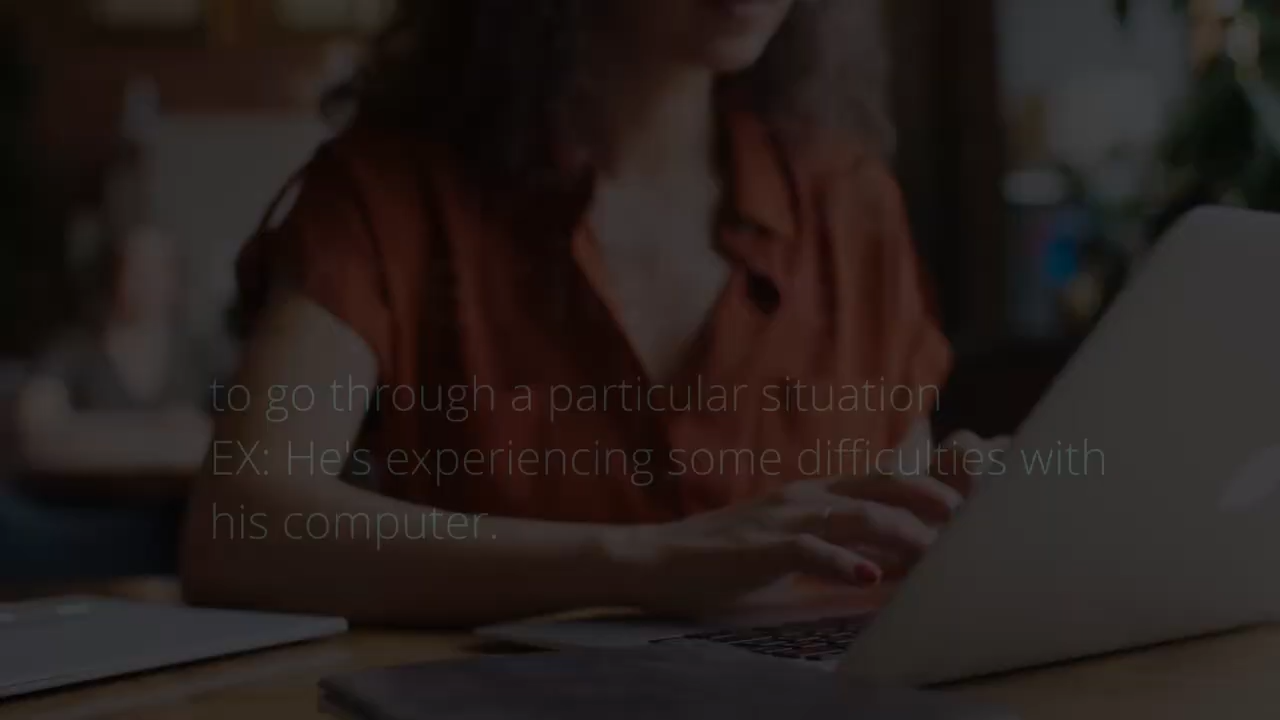 to go through a particular situation
EX: He's experiencing some difficulties with
his computer.